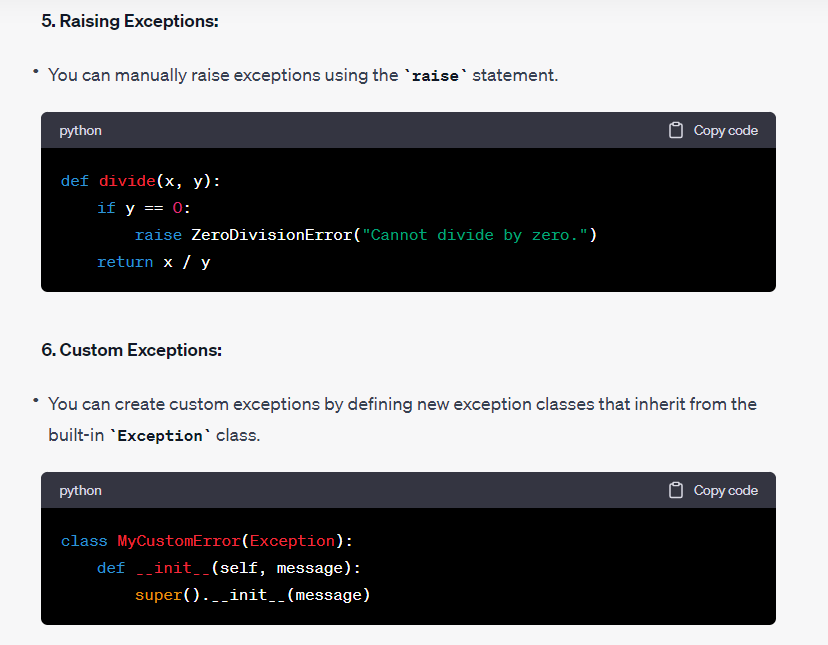 5. Raising Exceptions:
• You can manually raise exceptions using the `raise` statement.
python Copy code
def divide(x, y):
    if y == 0:
        raise ZeroDivisionError("Cannot divide by zero.")
    return x / y
6. Custom Exceptions:
• You can create custom exceptions by defining new exception classes that inherit from the
built-in `Exception` class.
python Copy code
class MyCustomError(Exception):
    def __init__(self, message):
        super().__init__(message)